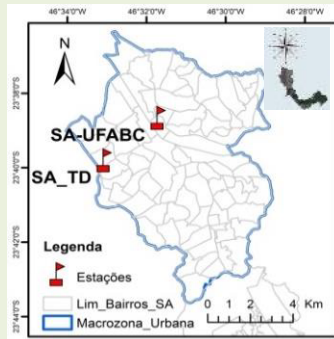 46°34'0"W 46°32'0"W 46°30'0"W 46°28'0"W
N
23°38'0"S
SA-UFABC
23°40'0"S
SA_TD
23°42'0"S
Legenda
Estações
Lim_Bairros_SA
Macrozona_Urbana
0 1 2 4
Km
23°44'0"S